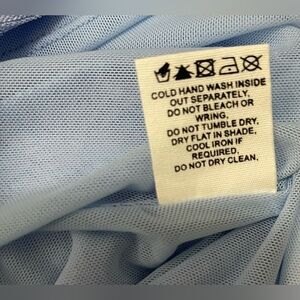 COLD HAND WASH INSIDE
OUT SEPARATELY.
DO NOT BLEACH OR
WRING.
DO NOT TUMBLE DRY.
DRY FLAT IN SHADE.
COOL IRON IF
REQUIRED.
DO NOT DRY CLEAN.